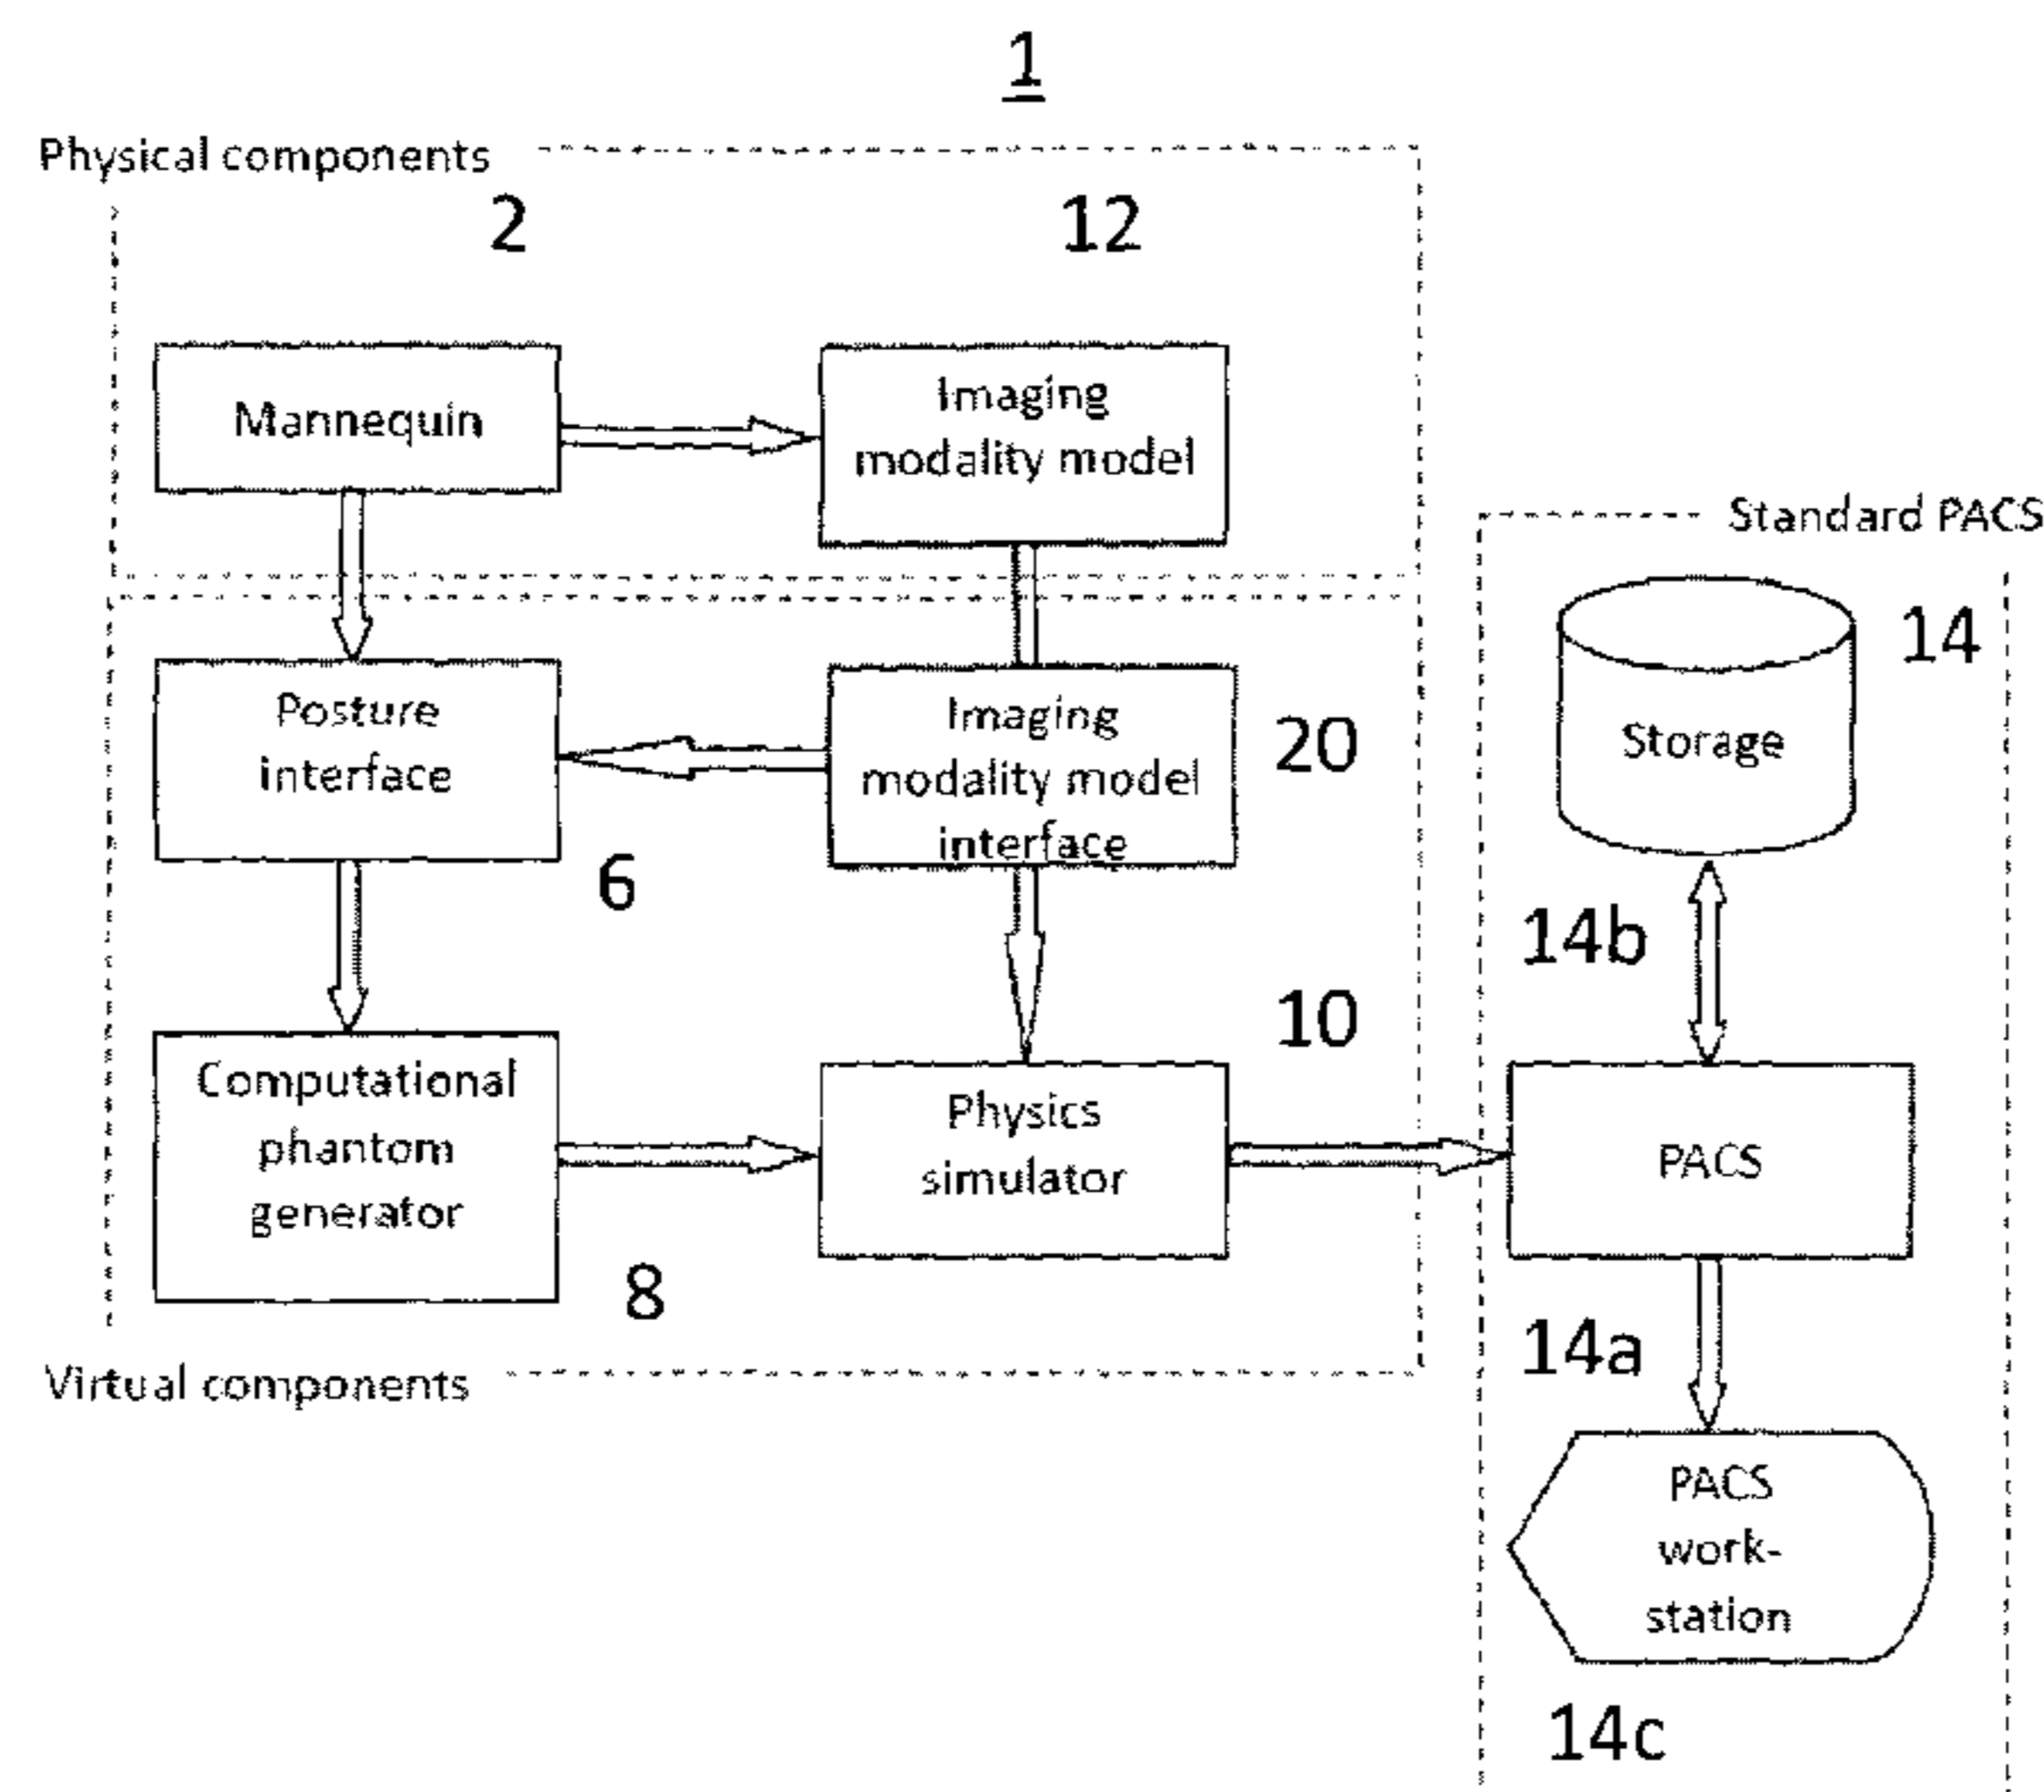 1
Physical components
2
12
Mannequin
Imaging
modality model
Standard PACS
14
Storage
Posture
interface
6
Imaging
modality model
interface
20
14b
10
Computational
phantom
generator
8
Physics
simulator
PACS
14a
Virtual components
PACS
work-
station
14c